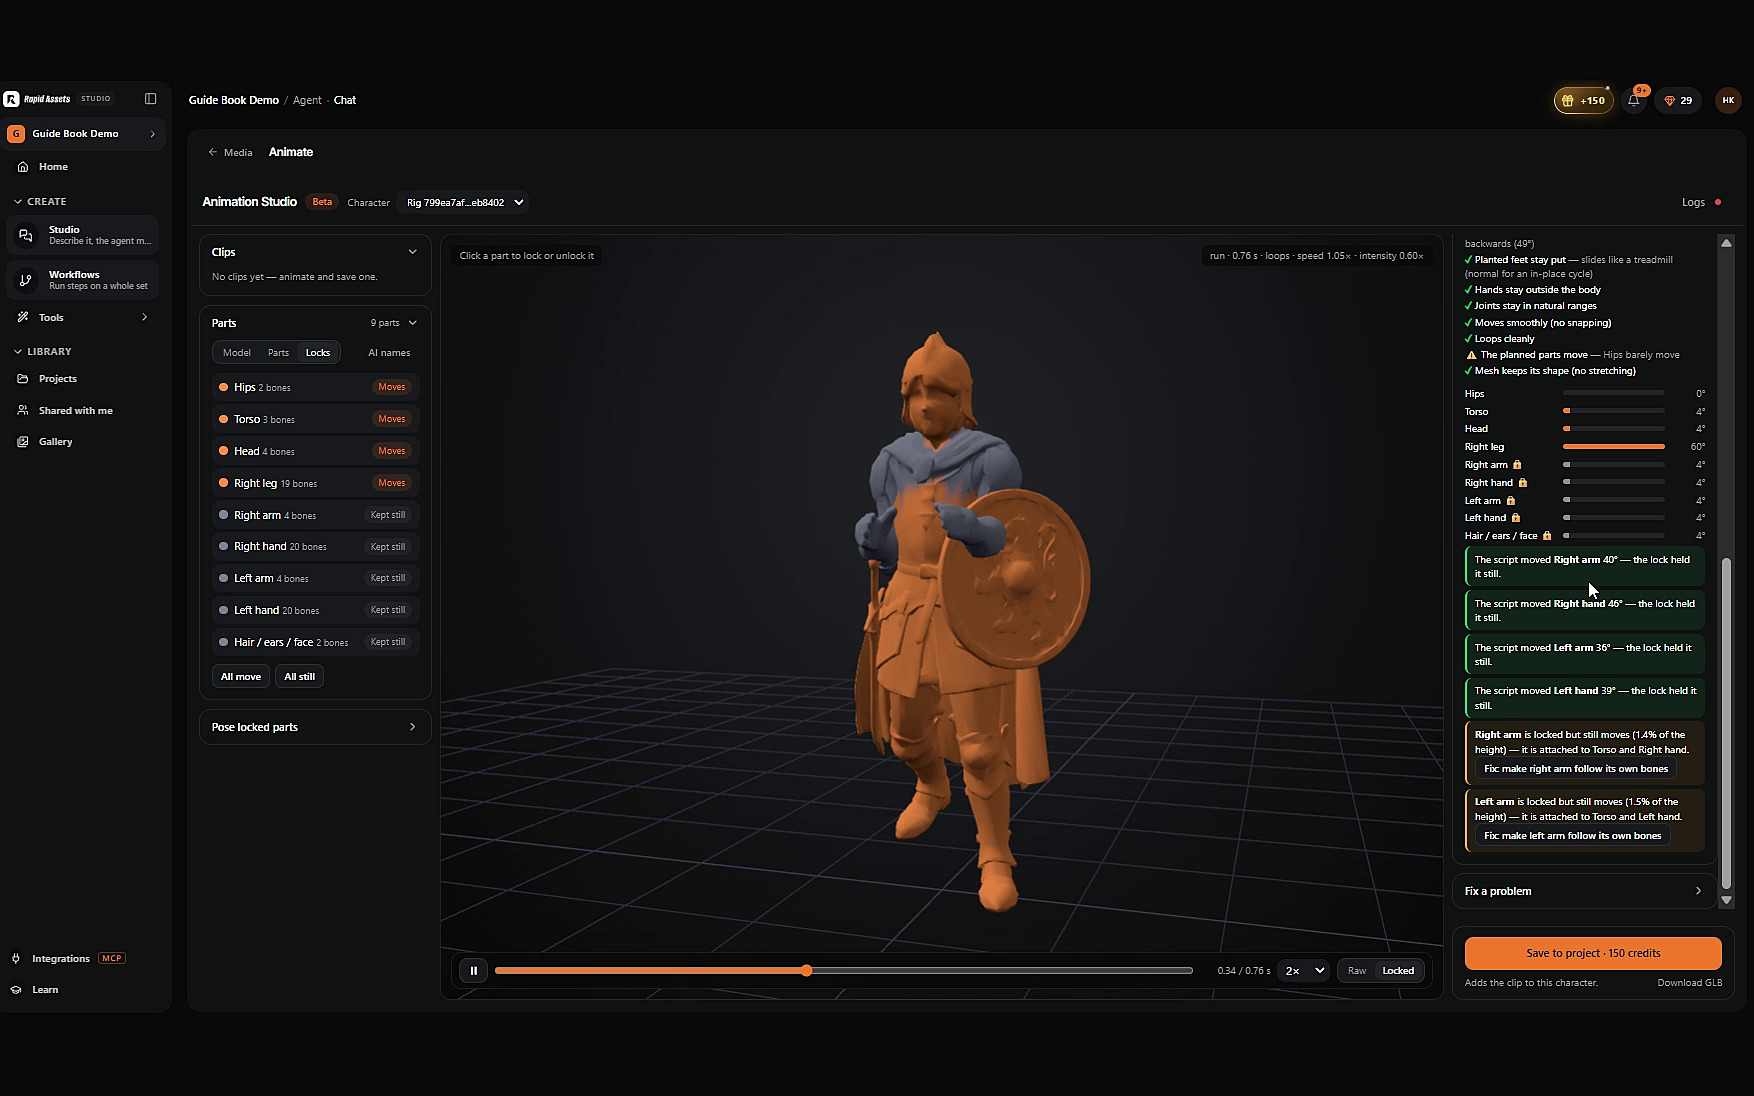 Rapid Assets STUDIO
Guide Book Demo / Agent · Chat
+150
9+
29
HK
G Guide Book Demo
Home
CREATE
Studio
Describe it, the agent m...
Workflows
Run steps on a whole set
Tools
LIBRARY
Projects
Shared with me
Gallery
Integrations MCP
Learn
← Media Animate
Animation Studio Beta Character Rig 799ea7af...eb8402
Logs
Clips
No clips yet — animate and save one.
Parts 9 parts
Model Parts Locks AI names
Hips 2 bones Moves
Torso 3 bones Moves
Head 4 bones Moves
Right leg 19 bones Moves
Right arm 4 bones Kept still
Right hand 20 bones Kept still
Left arm 4 bones Kept still
Left hand 20 bones Kept still
Hair / ears / face 2 bones Kept still
All move All still
Pose locked parts
Click a part to lock or unlock it
run · 0.76 s · loops · speed 1.05× · intensity 0.60×
0.34 / 0.76 s 2× Raw Locked
backwards (49°)
✓ Planted feet stay put — slides like a treadmill
(normal for an in-place cycle)
✓ Hands stay outside the body
✓ Joints stay in natural ranges
✓ Moves smoothly (no snapping)
✓ Loops cleanly
⚠ The planned parts move — Hips barely move
✓ Mesh keeps its shape (no stretching)
Hips 0°
Torso 4°
Head 4°
Right leg 60°
Right arm 🔒 4°
Right hand 🔒 4°
Left arm 🔒 4°
Left hand 🔒 4°
Hair / ears / face 🔒 4°
The script moved Right arm 40° — the lock held
it still.
The script moved Right hand 46° — the lock held
it still.
The script moved Left arm 36° — the lock held it
still.
The script moved Left hand 39° — the lock held it
still.
Right arm is locked but still moves (1.4% of the
height) — it is attached to Torso and Right hand.
Fix: make right arm follow its own bones
Left arm is locked but still moves (1.5% of the
height) — it is attached to Torso and Left hand.
Fix: make left arm follow its own bones
Fix a problem
Save to project · 150 credits
Adds the clip to this character. Download GLB